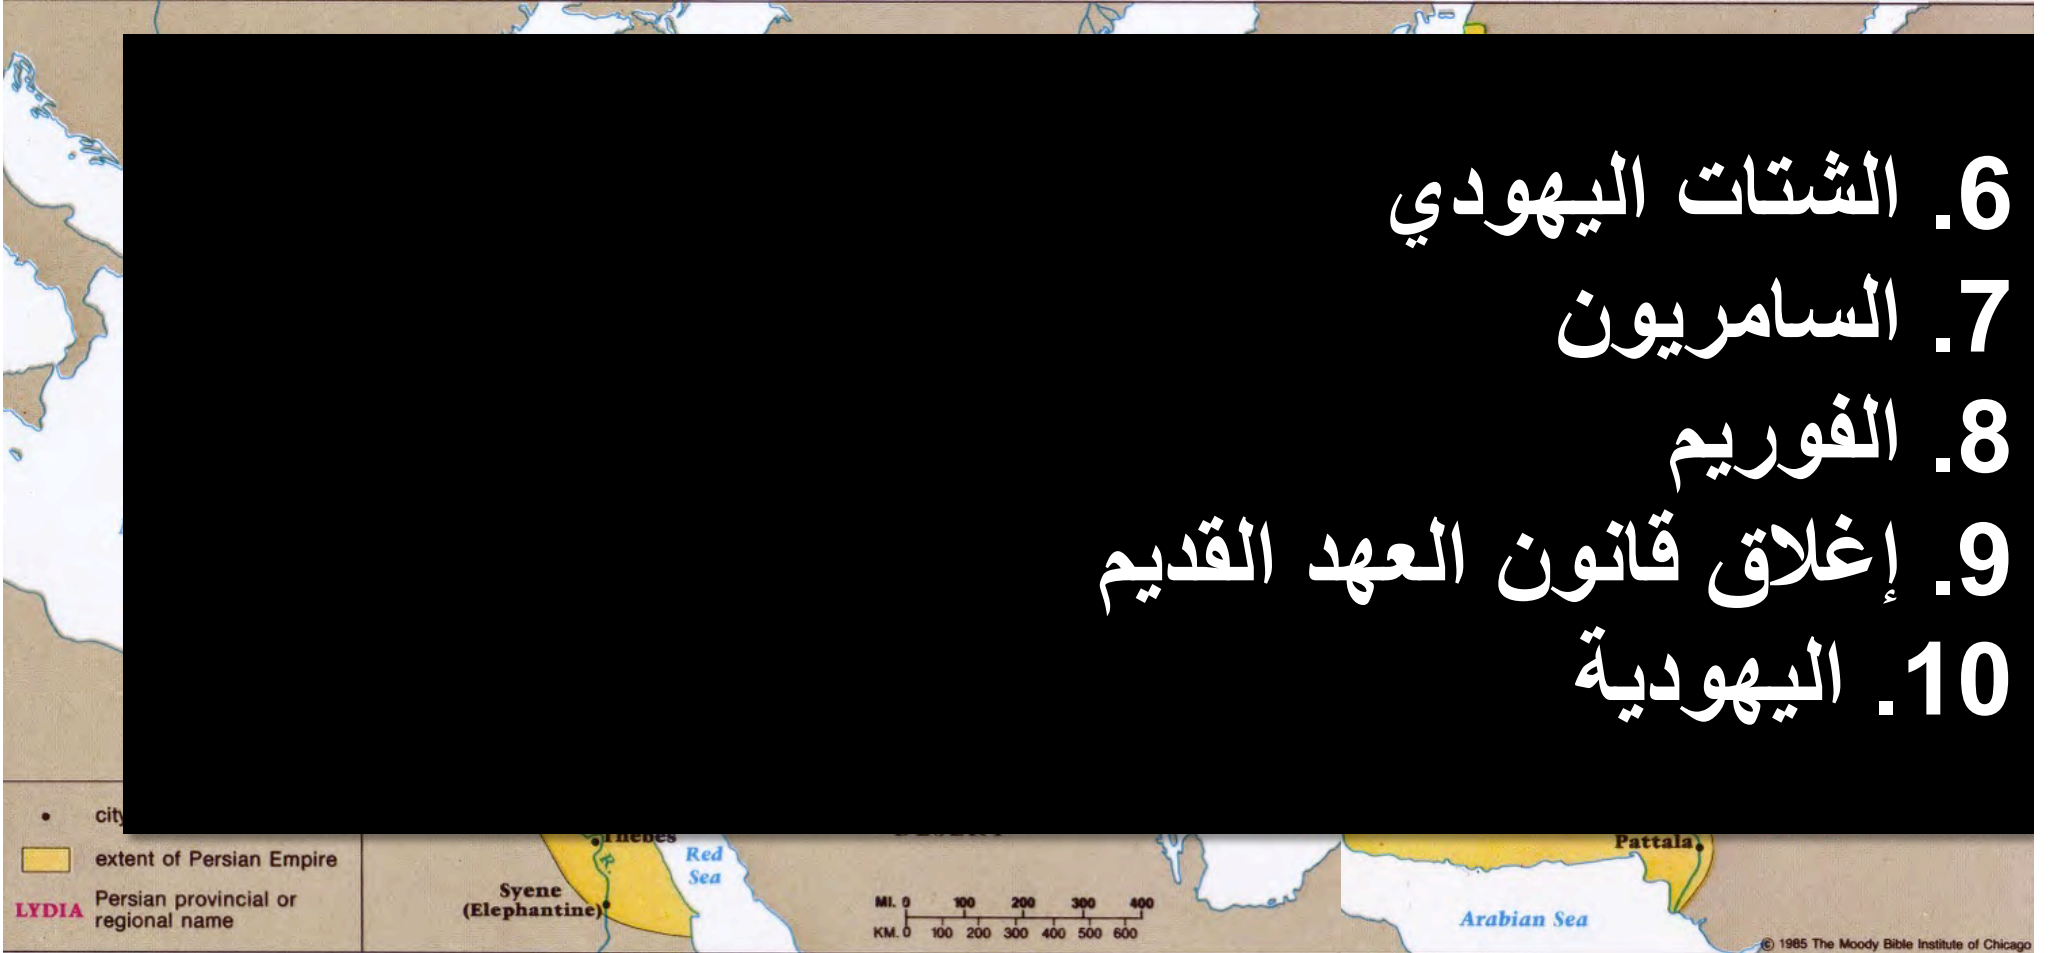 6. الشتات اليهودي
7. السامريون
8. الفوريم
9. إغلاق قانون العهد القديم
10. اليهودية
city
extent of Persian Empire
LYDIA Persian provincial or
regional name
Thebes
R.
Red
Sea
Syene
(Elephantine)
MI. 0 100 200 300 400
KM. 0 100 200 300 400 500 600
Pattala
Arabian Sea
© 1985 The Moody Bible Institute of Chicago